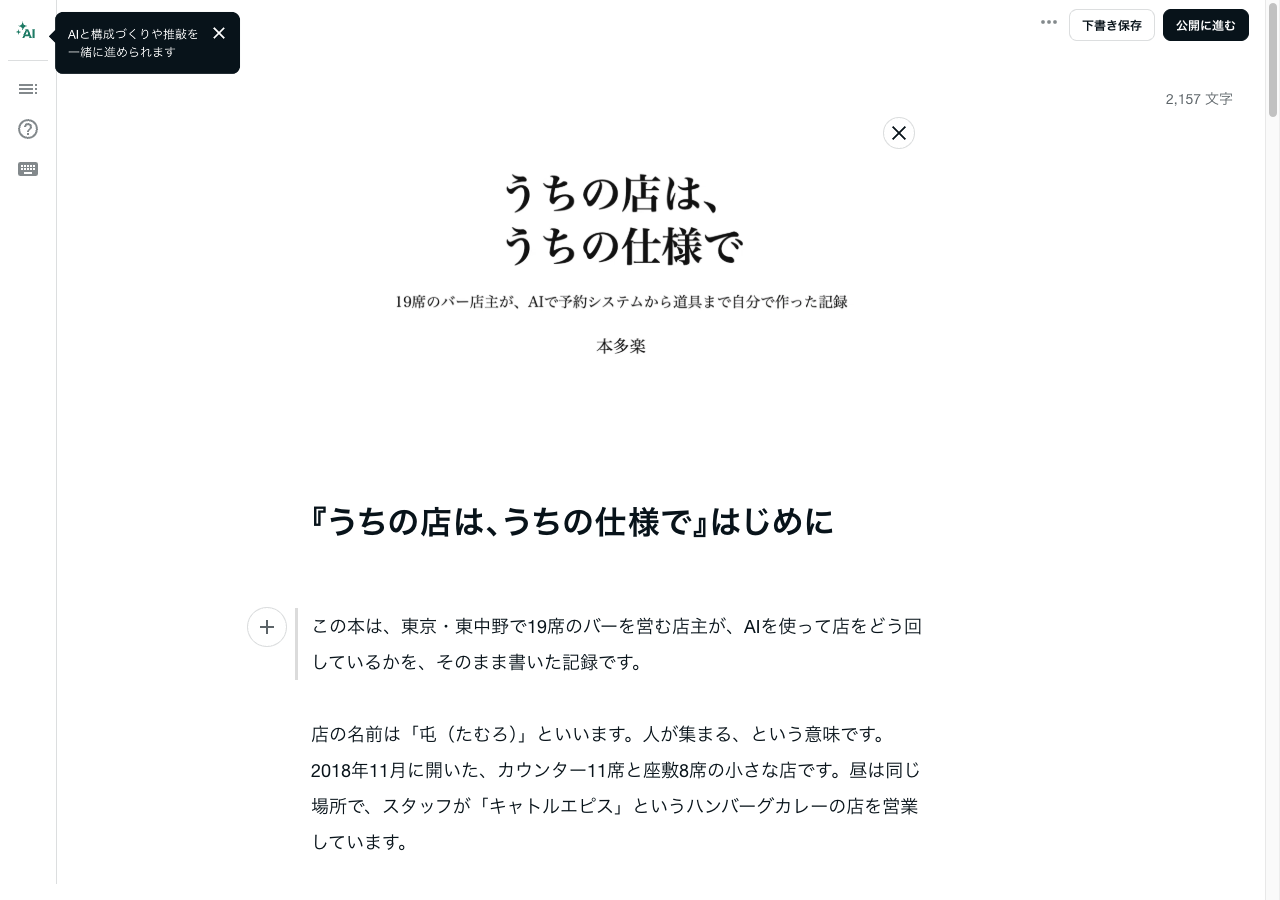 AI
AIと構成づくりや推敲を
一緒に進められます
下書き保存
公開に進む
2,157 文字
うちの店は、
うちの仕様で
19席のバー店主が、AIで予約システムから道具まで自分で作った記録
本多楽
『うちの店は、うちの仕様で』はじめに
この本は、東京・東中野で19席のバーを営む店主が、AIを使って店をどう回
しているかを、そのまま書いた記録です。
店の名前は「屯（たむろ）」といいます。人が集まる、という意味です。
2018年11月に開いた、カウンター11席と座敷8席の小さな店です。昼は同じ
場所で、スタッフが「キャトルエピス」というハンバーグカレーの店を営業
しています。